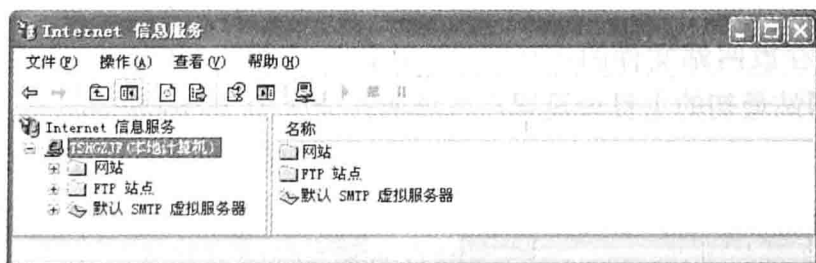 Internet 信息服务
文件(F) 操作(A) 查看(V) 帮助(H)
Internet 信息服务
(本地计算机)
网站
FTP 站点
默认 SMTP 虚拟服务器
名称
网站
FTP 站点
默认 SMTP 虚拟服务器